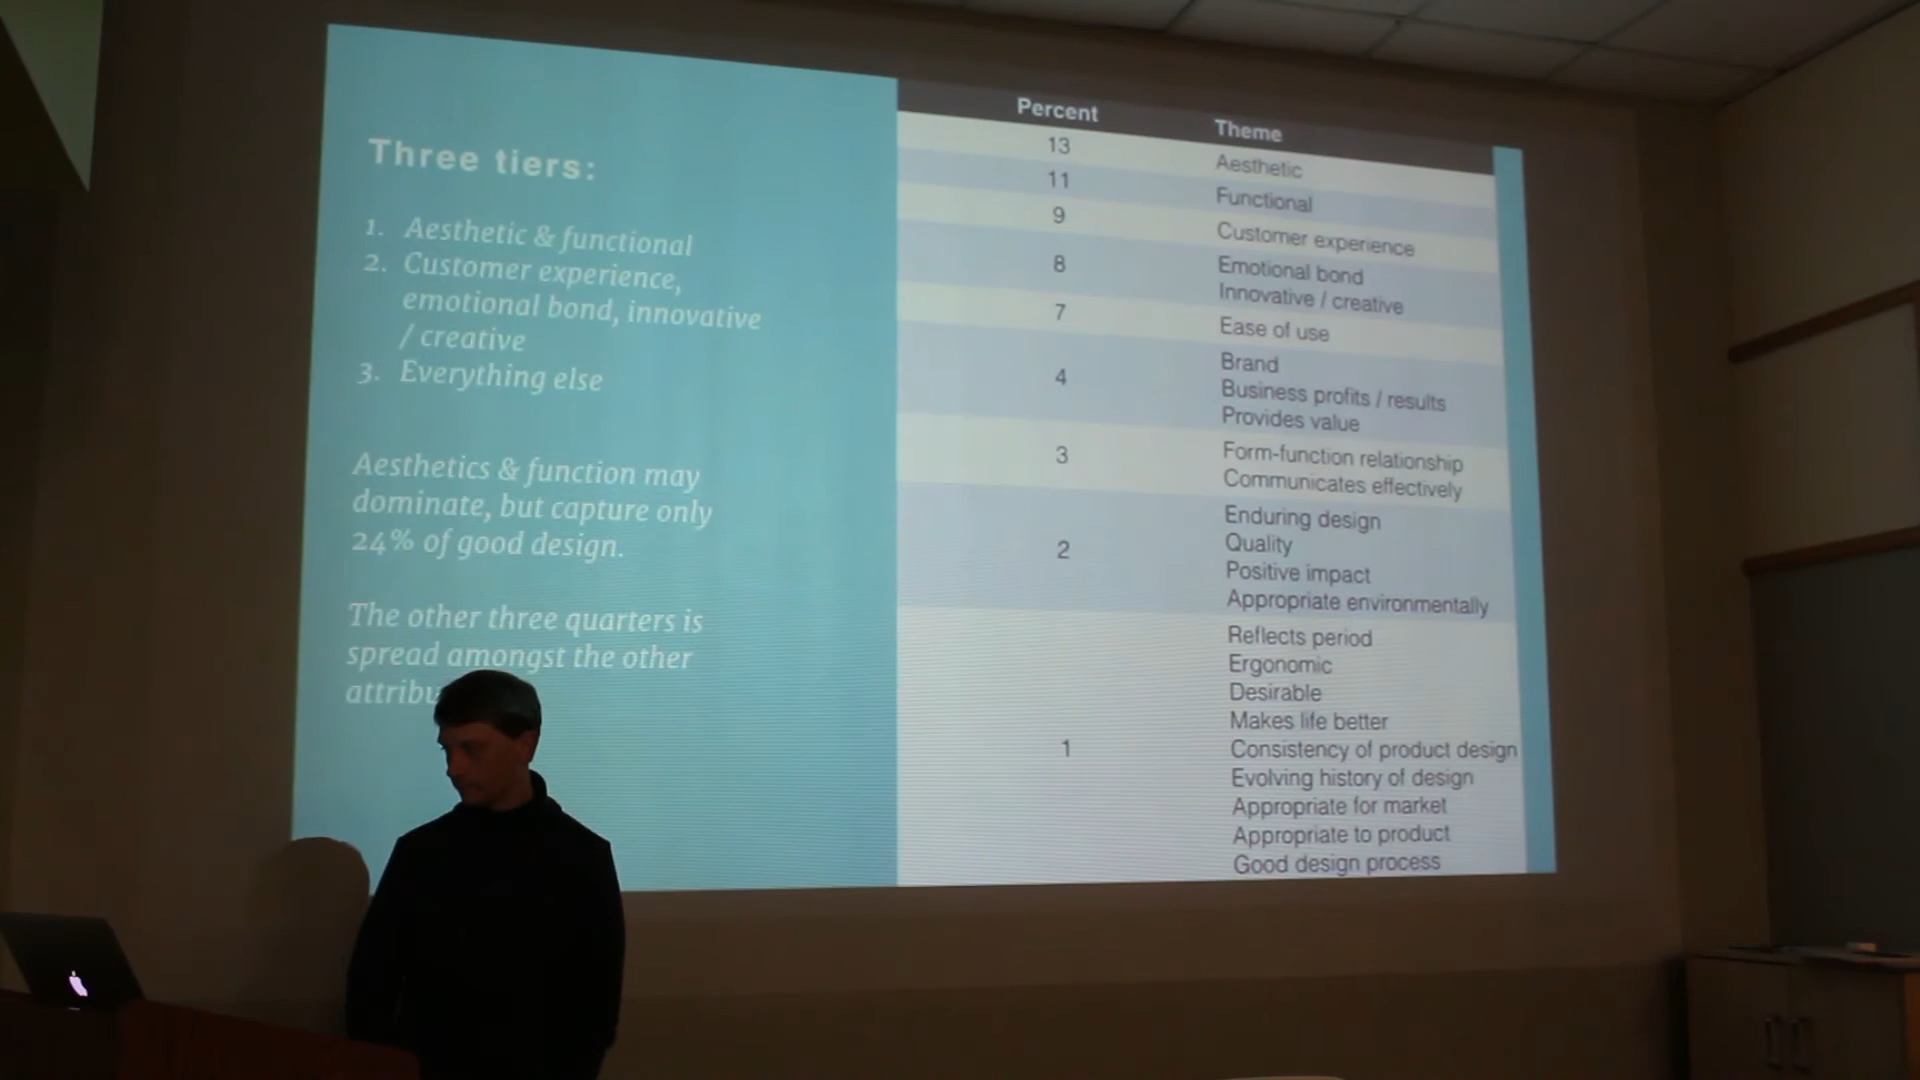 Three tiers:
1. Aesthetic & functional
2. Customer experience,
emotional bond, innovative
/ creative
3. Everything else
Aesthetics & function may
dominate, but capture only
24% of good design.
The other three quarters is
spread amongst the other
Percent Theme
13 Aesthetic
11 Functional
9 Customer experience
8 Emotional bond
Innovative / creative
7 Ease of use
Brand
4 Business profits / results
Provides value
3 Form-function relationship
Communicates effectively
Enduring design
2 Quality
Positive impact
Appropriate environmentally
Reflects period
Ergonomic
Desirable
Makes life better
1 Consistency of product design
Evolving history of design
Appropriate for market
Appropriate to product
Good design process